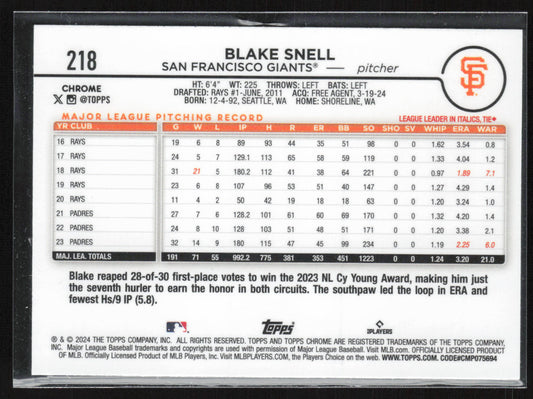 218
BLAKE SNELL
SAN FRANCISCO GIANTS® — pitcher
SF
CHROME
X @TOPPS
HT: 6'4" WT: 225 THROWS: LEFT BATS: LEFT
DRAFTED: RAYS #1-JUNE, 2011 ACQ: FREE AGENT, 3-19-24
BORN: 12-4-92, SEATTLE, WA HOME: SHORELINE, WA
MAJOR LEAGUE PITCHING RECORD LEAGUE LEADER IN ITALICS, TIE♦
YR CLUB G W L IP H R ER BB SO SHO SV WHIP ERA WAR
16 RAYS 19 6 8 89 93 44 35 51 98 0 0 1.62 3.54 0.8
17 RAYS 24 5 7 129.1 113 65 58 59 119 0 0 1.33 4.04 1.2
18 RAYS 31 21 5 180.2 112 41 38 64 221 0 0 0.97 1.89 7.1
19 RAYS 23 6 8 107 96 53 51 40 147 0 0 1.27 4.29 1.4
20 RAYS 11 4 2 50 42 19 18 18 63 0 0 1.20 3.24 1.0
21 PADRES 27 7 6 128.2 101 61 60 69 170 0 0 1.32 4.20 1.4
22 PADRES 24 8 10 128 103 53 48 51 171 0 0 1.20 3.38 2.1
23 PADRES 32 14 9 180 115 47 45 99 234 0 0 1.19 2.25 6.0
MAJ. LEA. TOTALS 191 71 55 992.2 775 381 353 451 1223 0 0 1.24 3.20 21.0
Blake reaped 28-of-30 first-place votes to win the 2023 NL Cy Young Award, making him just
the seventh hurler to earn the honor in both circuits. The southpaw led the loop in ERA and
fewest Hs/9 IP (5.8).
topps PLAYERS
® & © 2024 THE TOPPS COMPANY, INC. ALL RIGHTS RESERVED. TOPPS AND TOPPS CHROME ARE REGISTERED TRADEMARKS OF THE TOPPS COMPANY,
INC. Major League Baseball trademarks and copyrights are used with permission of Major League Baseball. Visit MLB.com. OFFICIALLY LICENSED PRODUCT
OF MLB. © 2024 Officially Licensed Product of MLB Players, Inc. Visit MLBPLAYERS.com, the Players Choice on the web. WWW.TOPPS.COM. CODE#CMP075694